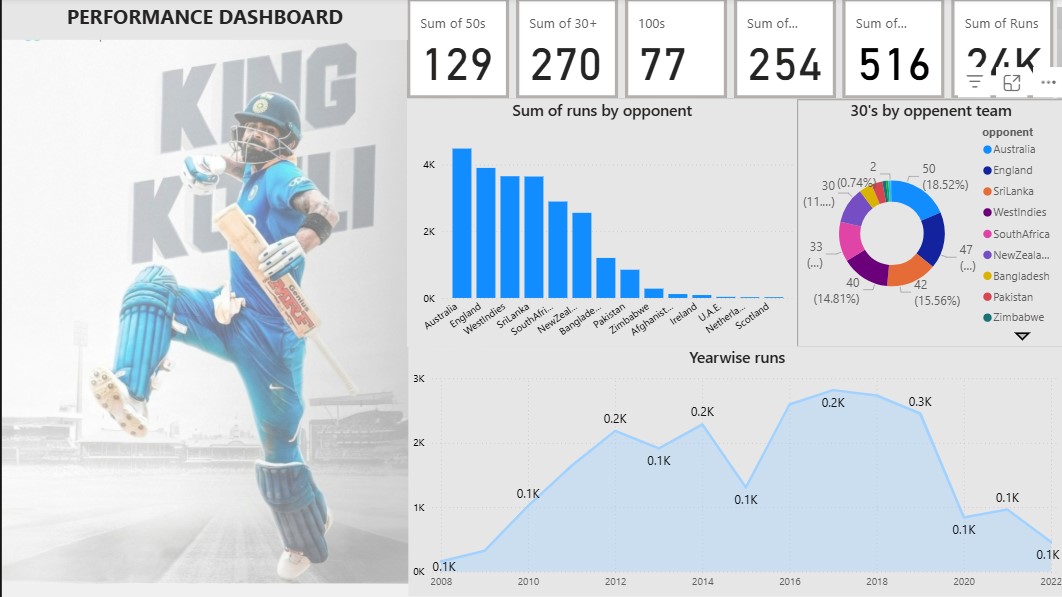 PERFORMANCE DASHBOARD
KING
KOHLI
Genius
MRF
Sum of 50s
129
Sum of 30+
270
100s
77
Sum of...
254
Sum of...
516
Sum of Runs
24K
Sum of runs by opponent
4K
2K
0K
Australia
England
WestIndies
SriLanka
SouthAfri...
NewZeal...
Banglade...
Pakistan
Zimbabwe
Afghanist...
Ireland
U.A.E.
Netherla...
Scotland
30's by oppenent team
2
(0.74%)
50
(18.52%)
47
(...)
42
(15.56%)
40
(14.81%)
33
(...)
30
(11....)
opponent
Australia
England
SriLanka
WestIndies
SouthAfrica
NewZeala...
Bangladesh
Pakistan
Zimbabwe
Yearwise runs
3K
2K
1K
0K
0.1K
0.1K
0.2K
0.1K
0.2K
0.1K
0.2K
0.3K
0.1K
0.1K
0.1K
2008
2010
2012
2014
2016
2018
2020
2022